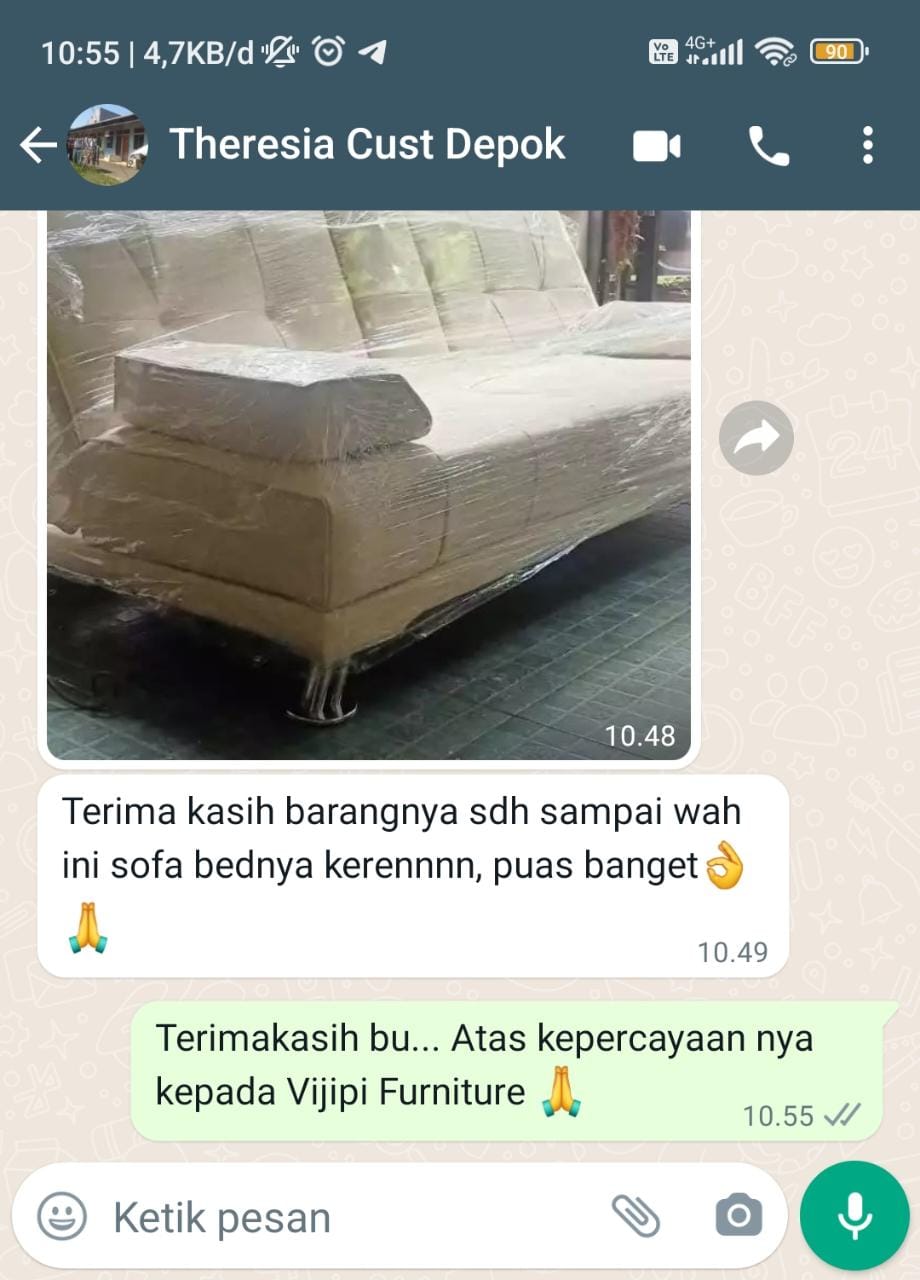 10:55 | 4,7KB/d
Vo LTE 4G+ 90
Theresia Cust Depok
10.48
Terima kasih barangnya sdh sampai wah
ini sofa bednya kerennnn, puas banget👌
🙏
10.49
Terimakasih bu... Atas kepercayaan nya
kepada Vijipi Furniture 🙏
10.55
Ketik pesan